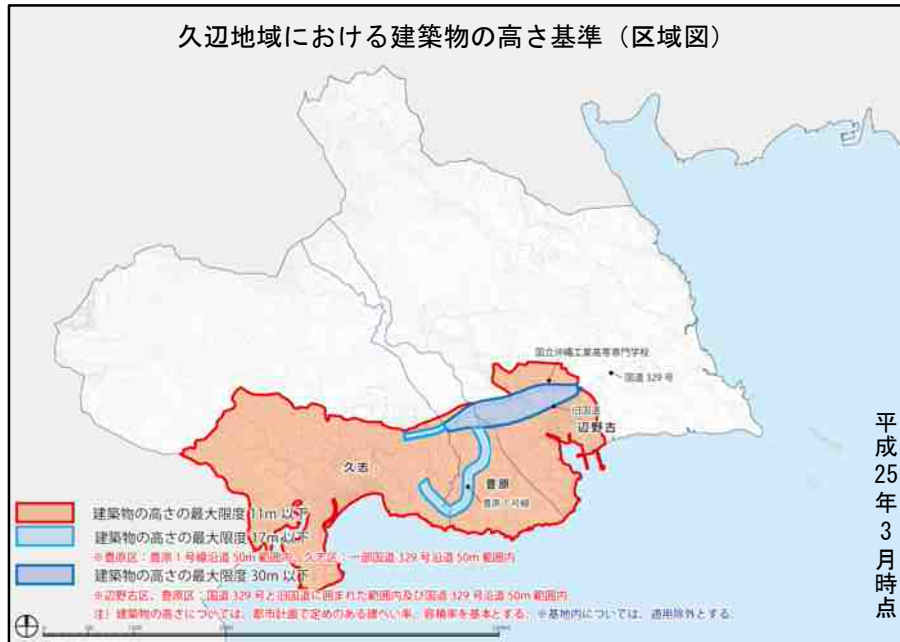 久辺地域における建築物の高さ基準（区域図）
国立沖縄工業高等専門学校
国道 329 号
旧国道
辺野古
久志
豊原
豊原１号線
建築物の高さの最大限度 11m 以下
建築物の高さの最大限度 17m 以下
※豊原区：豊原１号線沿道 50m 範囲内、久志区：一部国道 329 号沿道 50m 範囲内
建築物の高さの最大限度 30m 以下
※辺野古区、豊原区：国道 329 号と旧国道に囲まれた範囲内及び国道 329 号沿道 50m 範囲内
注）建築物の高さについては、都市計画で定めのある建ぺい率、容積率を基本とする。※基地内については、適用除外とする。
平成25年3月時点